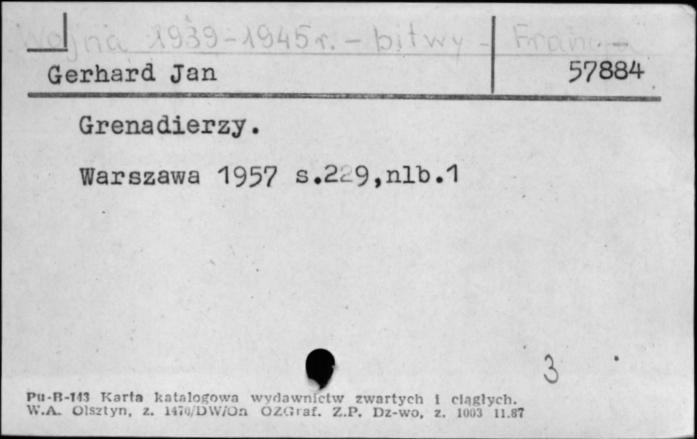 Wojna 1939-1945r. - bitwy - Francja
Gerhard Jan 57884
Grenadierzy.
Warszawa 1957 s.229,nlb.1
3
Pu-B-143 Karta katalogowa wydawnictw zwartych i ciągłych.
W.A. Olsztyn, z. 1470/DW/On OZGraf. Z.P. Dz-wo, z. 1003 11.87